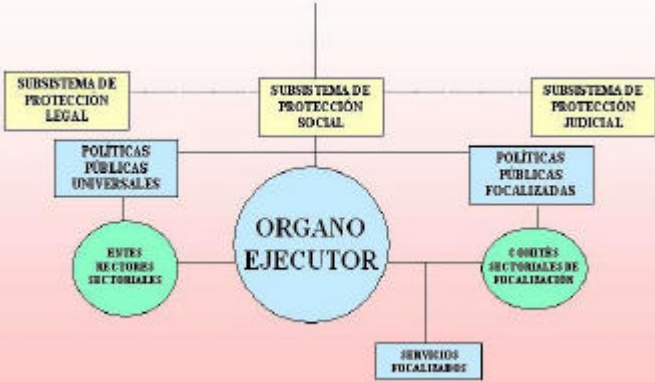 SUBSISTEMA DE
PROTECCIÓN
LEGAL
SUBSISTEMA DE
PROTECCIÓN
SOCIAL
SUBSISTEMA DE
PROTECCIÓN
JUDICIAL
POLÍTICAS
PÚBLICAS
UNIVERSALES
POLÍTICAS
PÚBLICAS
FOCALIZADAS
ORGANO
EJECUTOR
ENTES
RECTORES
SECTORIALES
COMITÉS
SECTORIALES DE
FOCALIZACIÓN
SERVICIOS
FOCALIZADOS